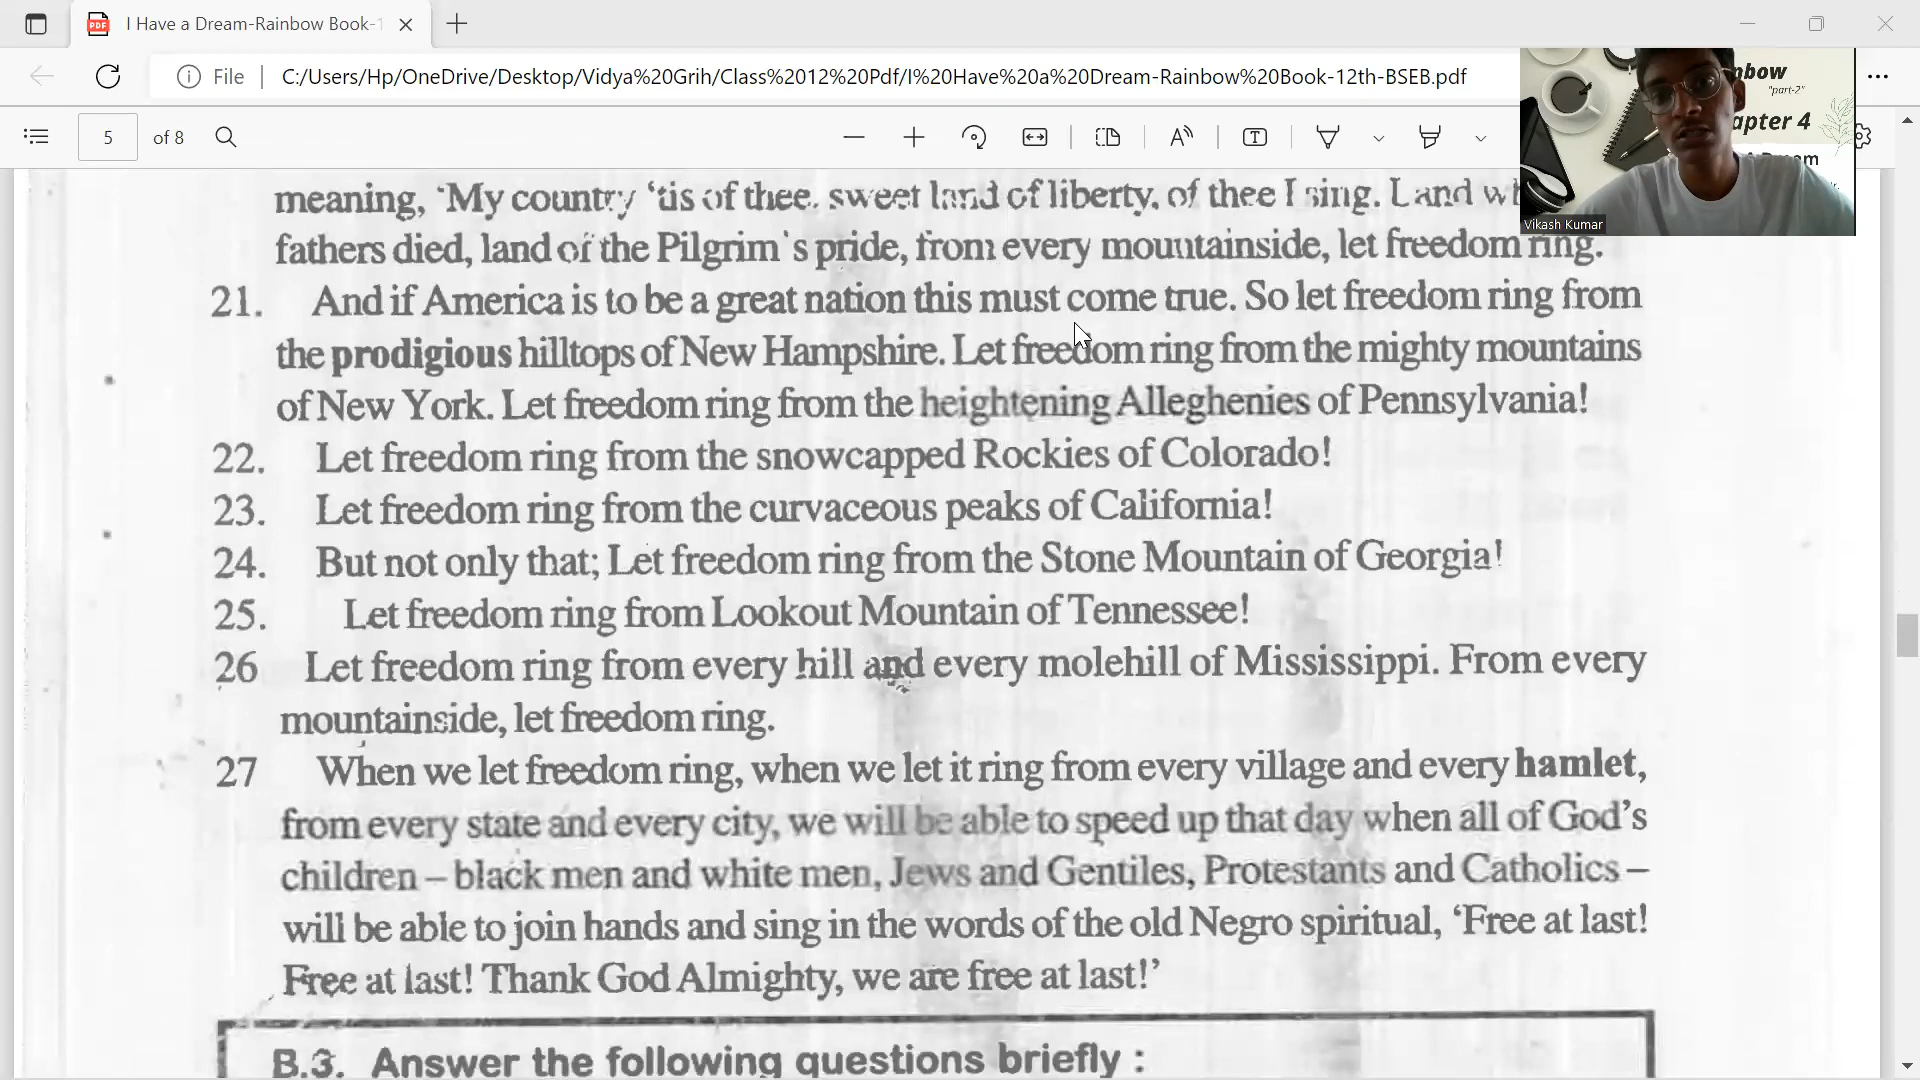 I Have a Dream-Rainbow Book-1
File
C:/Users/Hp/OneDrive/Desktop/Vidya%20Grih/Class%2012%20Pdf/I%20Have%20a%20Dream-Rainbow%20Book-12th-BSEB.pdf
5 of 8
nbow
"part-2"
apter 4
Vikash Kumar
meaning, 'My country 'tis of thee. sweet land of liberty, of thee I sing. Land
fathers died, land of the Pilgrim's pride, from every mountainside, let freedom ring.
21. And if America is to be a great nation this must come true. So let freedom ring from
the prodigious hilltops of New Hampshire. Let freedom ring from the mighty mountains
of New York. Let freedom ring from the heightening Alleghenies of Pennsylvania!
22. Let freedom ring from the snowcapped Rockies of Colorado!
23. Let freedom ring from the curvaceous peaks of California!
24. But not only that; Let freedom ring from the Stone Mountain of Georgia!
25. Let freedom ring from Lookout Mountain of Tennessee!
26 Let freedom ring from every hill and every molehill of Mississippi. From every
mountainside, let freedom ring.
27 When we let freedom ring, when we let it ring from every village and every hamlet,
from every state and every city, we will be able to speed up that day when all of God's
children – black men and white men, Jews and Gentiles, Protestants and Catholics –
will be able to join hands and sing in the words of the old Negro spiritual, 'Free at last!
Free at last! Thank God Almighty, we are free at last!'
B.3. Answer the following questions briefly :